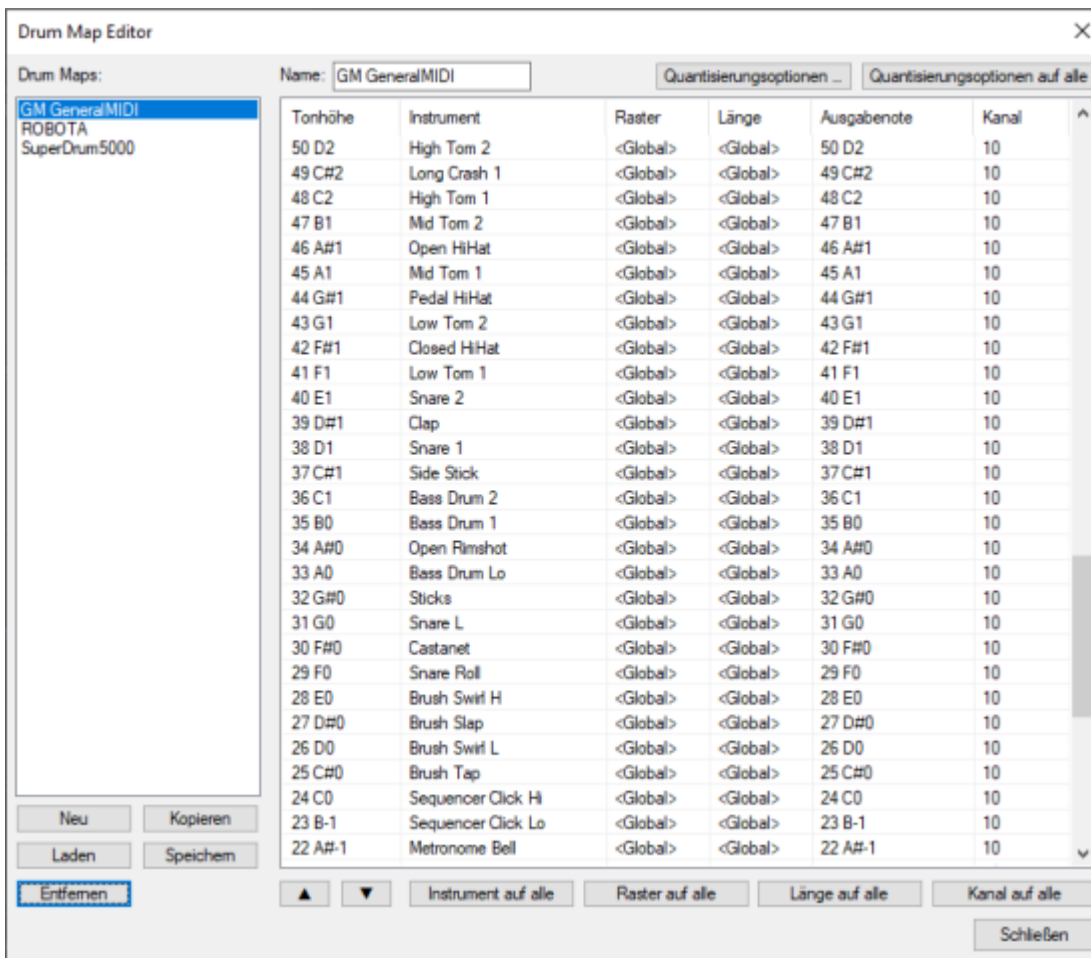 Drum Map Editor
Drum Maps:
Name: GM GeneralMIDI
Quantisierungsoptionen ...
Quantisierungsoptionen auf alle
GM GeneralMIDI
ROBOTA
SuperDrum5000
Tonhöhe Instrument Raster Länge Ausgabenote Kanal
50 D2 High Tom 2 <Global> <Global> 50 D2 10
49 C#2 Long Crash 1 <Global> <Global> 49 C#2 10
48 C2 High Tom 1 <Global> <Global> 48 C2 10
47 B1 Mid Tom 2 <Global> <Global> 47 B1 10
46 A#1 Open HiHat <Global> <Global> 46 A#1 10
45 A1 Mid Tom 1 <Global> <Global> 45 A1 10
44 G#1 Pedal HiHat <Global> <Global> 44 G#1 10
43 G1 Low Tom 2 <Global> <Global> 43 G1 10
42 F#1 Closed HiHat <Global> <Global> 42 F#1 10
41 F1 Low Tom 1 <Global> <Global> 41 F1 10
40 E1 Snare 2 <Global> <Global> 40 E1 10
39 D#1 Clap <Global> <Global> 39 D#1 10
38 D1 Snare 1 <Global> <Global> 38 D1 10
37 C#1 Side Stick <Global> <Global> 37 C#1 10
36 C1 Bass Drum 2 <Global> <Global> 36 C1 10
35 B0 Bass Drum 1 <Global> <Global> 35 B0 10
34 A#0 Open Rimshot <Global> <Global> 34 A#0 10
33 A0 Bass Drum Lo <Global> <Global> 33 A0 10
32 G#0 Sticks <Global> <Global> 32 G#0 10
31 G0 Snare L <Global> <Global> 31 G0 10
30 F#0 Castanet <Global> <Global> 30 F#0 10
29 F0 Snare Roll <Global> <Global> 29 F0 10
28 E0 Brush Swirl H <Global> <Global> 28 E0 10
27 D#0 Brush Slap <Global> <Global> 27 D#0 10
26 D0 Brush Swirl L <Global> <Global> 26 D0 10
25 C#0 Brush Tap <Global> <Global> 25 C#0 10
24 C0 Sequencer Click Hi <Global> <Global> 24 C0 10
23 B-1 Sequencer Click Lo <Global> <Global> 23 B-1 10
22 A#-1 Metronome Bell <Global> <Global> 22 A#-1 10
Neu Kopieren
Laden Speichern
Entfernen
Instrument auf alle Raster auf alle Länge auf alle Kanal auf alle
Schließen